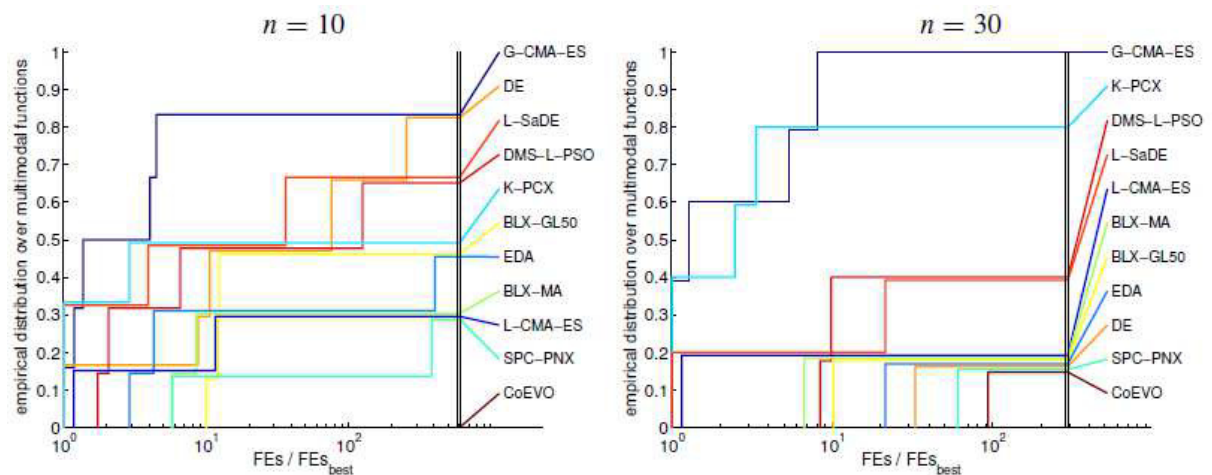 n = 10
empirical distribution over multimodal functions
1
0.9
0.8
0.7
0.6
0.5
0.4
0.3
0.2
0.1
0
10^0
10^1
10^2
FEs / FEs_best
G-CMA-ES
DE
L-SaDE
DMS-L-PSO
K-PCX
BLX-GL50
EDA
BLX-MA
L-CMA-ES
SPC-PNX
CoEVO
n = 30
empirical distribution over multimodal functions
1
0.9
0.8
0.7
0.6
0.5
0.4
0.3
0.2
0.1
0
10^0
10^1
10^2
FEs / FEs_best
G-CMA-ES
K-PCX
DMS-L-PSO
L-SaDE
L-CMA-ES
BLX-MA
BLX-GL50
EDA
DE
SPC-PNX
CoEVO